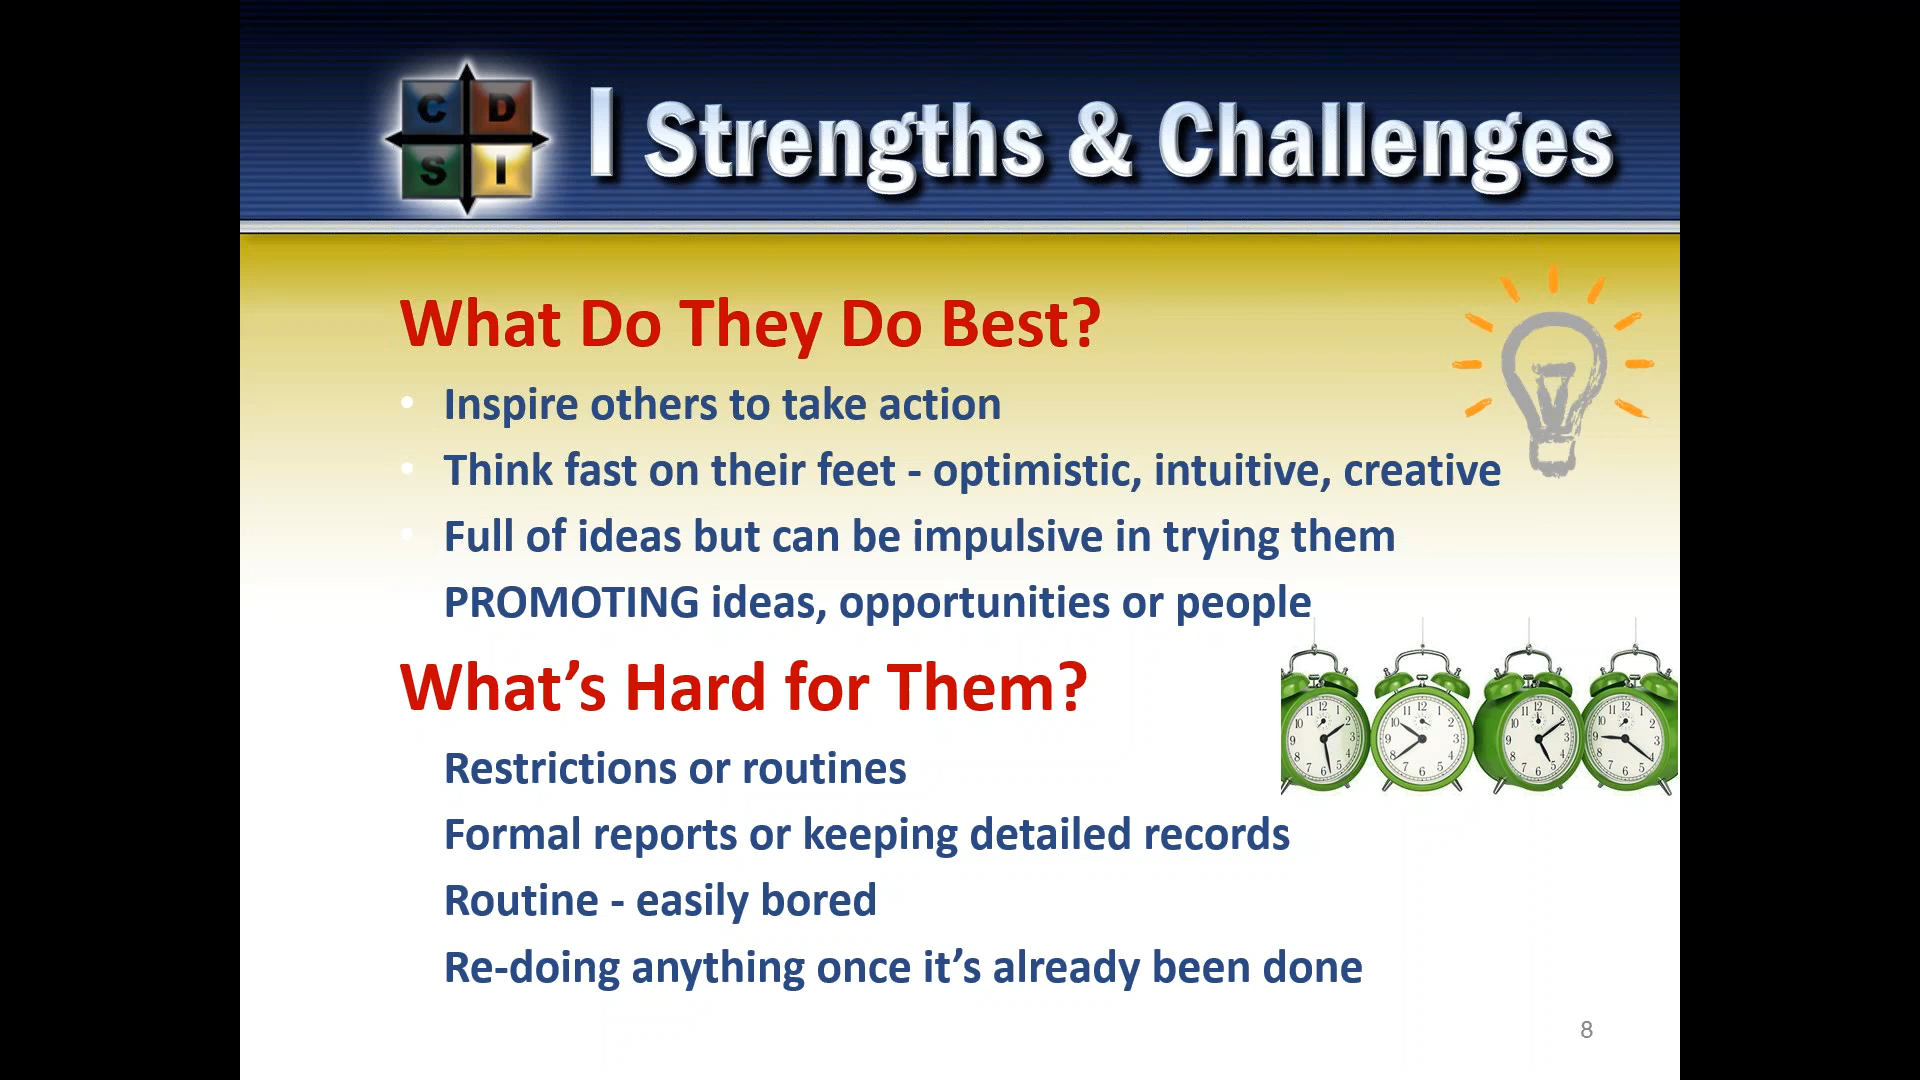 C D
S I
I Strengths & Challenges
What Do They Do Best?
• Inspire others to take action
• Think fast on their feet - optimistic, intuitive, creative
• Full of ideas but can be impulsive in trying them
PROMOTING ideas, opportunities or people
What’s Hard for Them?
Restrictions or routines
Formal reports or keeping detailed records
Routine - easily bored
Re-doing anything once it’s already been done
8